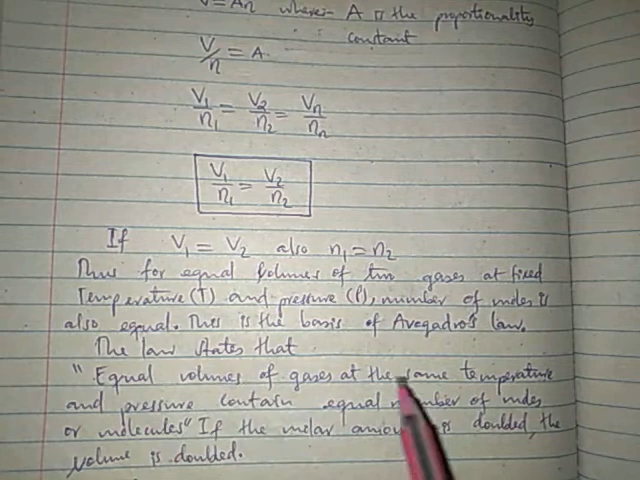 V = An where A is the proportionality
constant
V/n = A
V₁/n₁ = V₂/n₂ = Vn/nn
V₁/n₁ = V₂/n₂
If V₁ = V₂ also n₁ = n₂
Thus for equal volumes of two gases at fixed
Temperature (T) and pressure (P), number of moles is
also equal. This is the basis of Avogadro's law.
The law states that
"Equal volumes of gases at the same temperature
and pressure contain equal number of moles
or molecules" If the molar is doubled, the
volume is doubled.